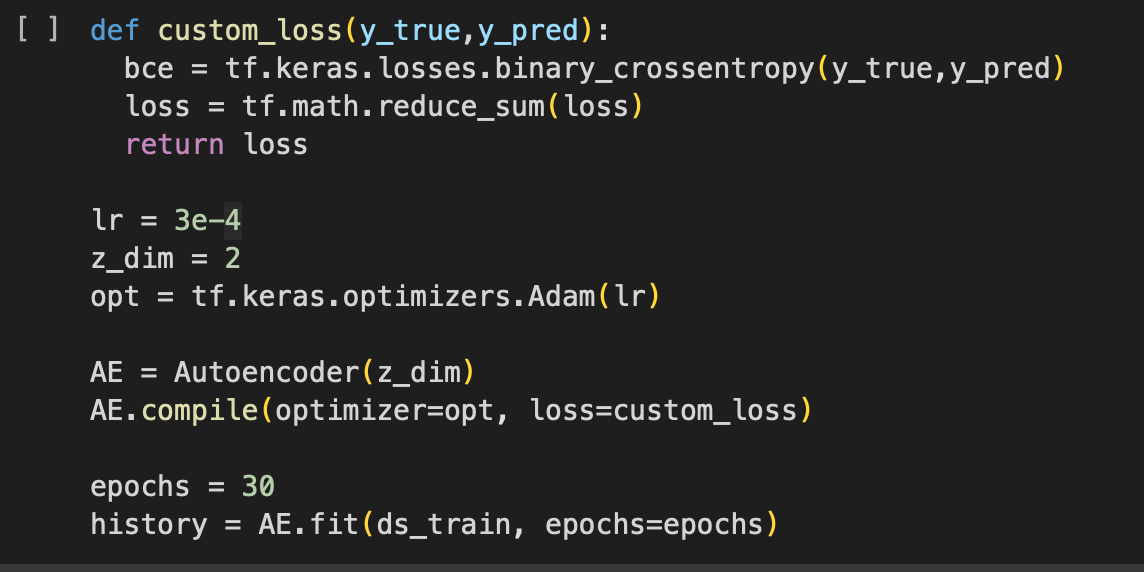 [ ] def custom_loss(y_true,y_pred):
  bce = tf.keras.losses.binary_crossentropy(y_true,y_pred)
  loss = tf.math.reduce_sum(loss)
  return loss

lr = 3e-4
z_dim = 2
opt = tf.keras.optimizers.Adam(lr)

AE = Autoencoder(z_dim)
AE.compile(optimizer=opt, loss=custom_loss)

epochs = 30
history = AE.fit(ds_train, epochs=epochs)